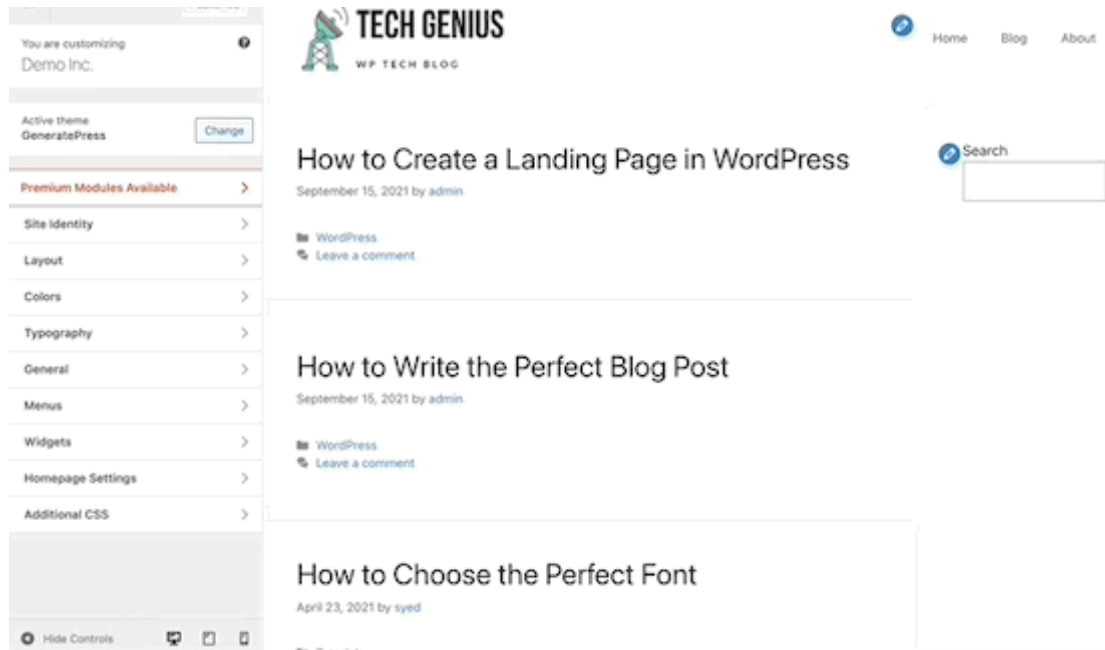 You are customizing
Demo Inc.
Active theme
GeneratePress
Change
Premium Modules Available
Site Identity
Layout
Colors
Typography
General
Menus
Widgets
Homepage Settings
Additional CSS
Hide Controls
TECH GENIUS
WP TECH BLOG
Home Blog About
How to Create a Landing Page in WordPress
September 15, 2021 by admin
WordPress
Leave a comment
How to Write the Perfect Blog Post
September 15, 2021 by admin
WordPress
Leave a comment
How to Choose the Perfect Font
April 23, 2021 by syed
Search